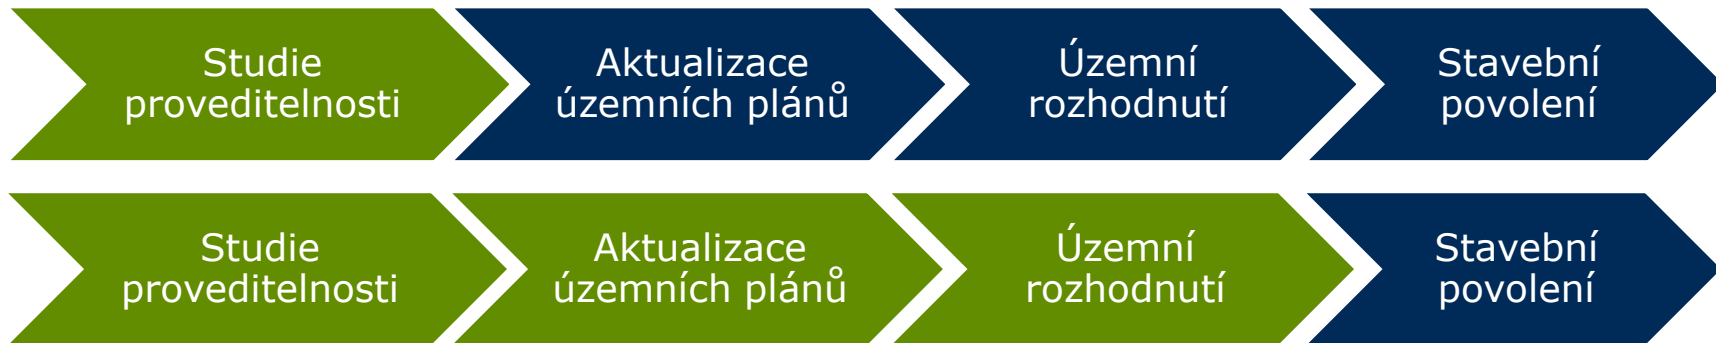 Studie
proveditelnosti
Aktualizace
územních plánů
Územní
rozhodnutí
Stavební
povolení
Studie
proveditelnosti
Aktualizace
územních plánů
Územní
rozhodnutí
Stavební
povolení